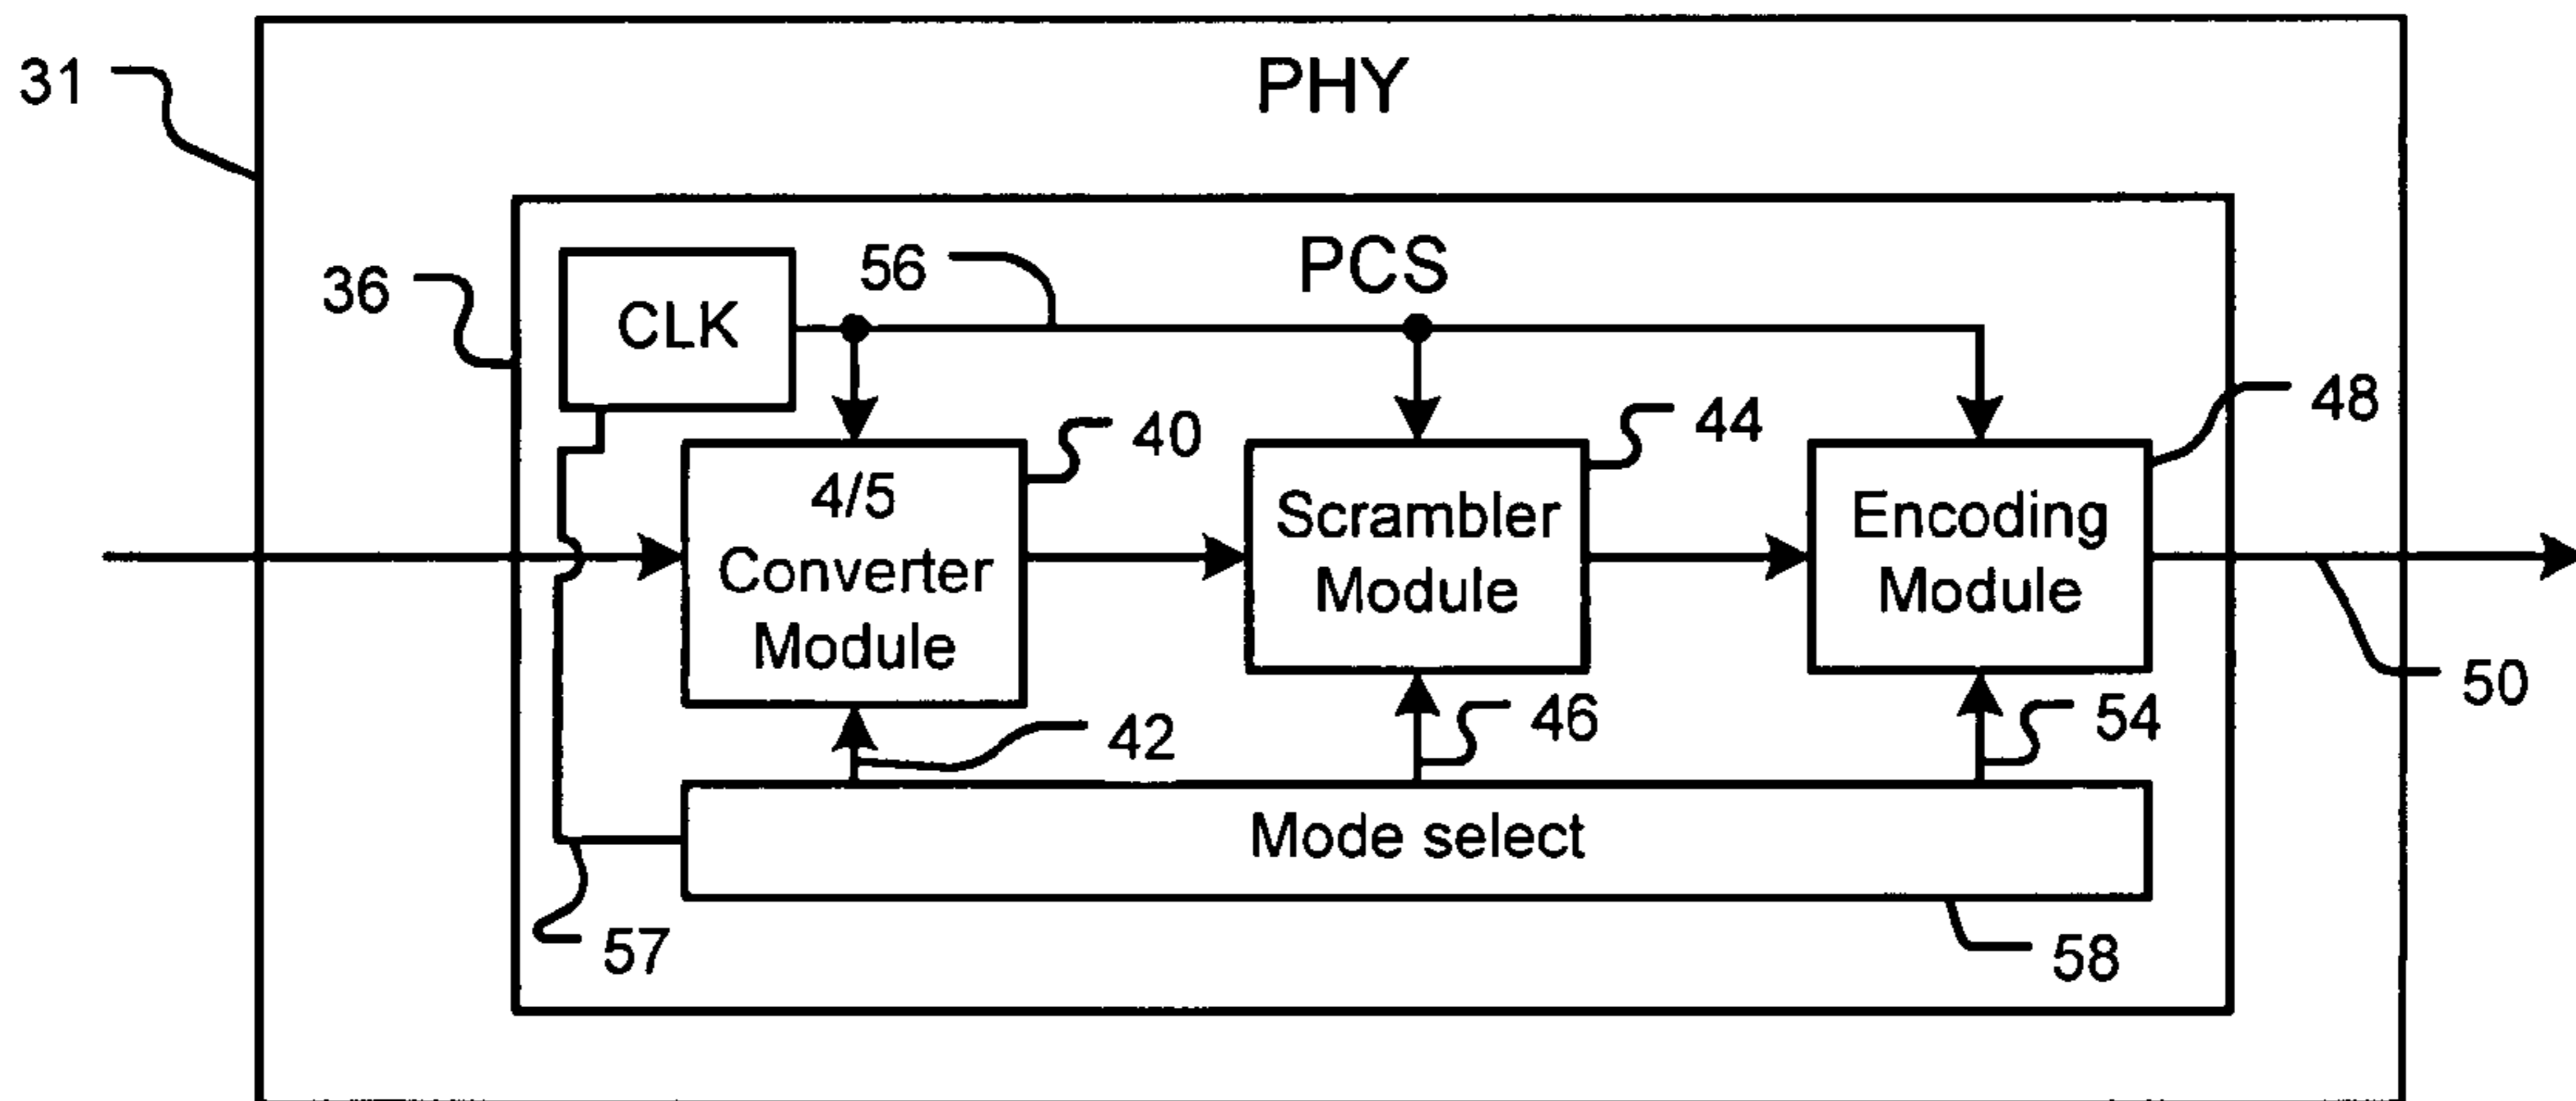 31
PHY
36
CLK
56
PCS
40
44
48
4/5
Converter
Module
Scrambler
Module
Encoding
Module
42
46
54
50
Mode select
57
58